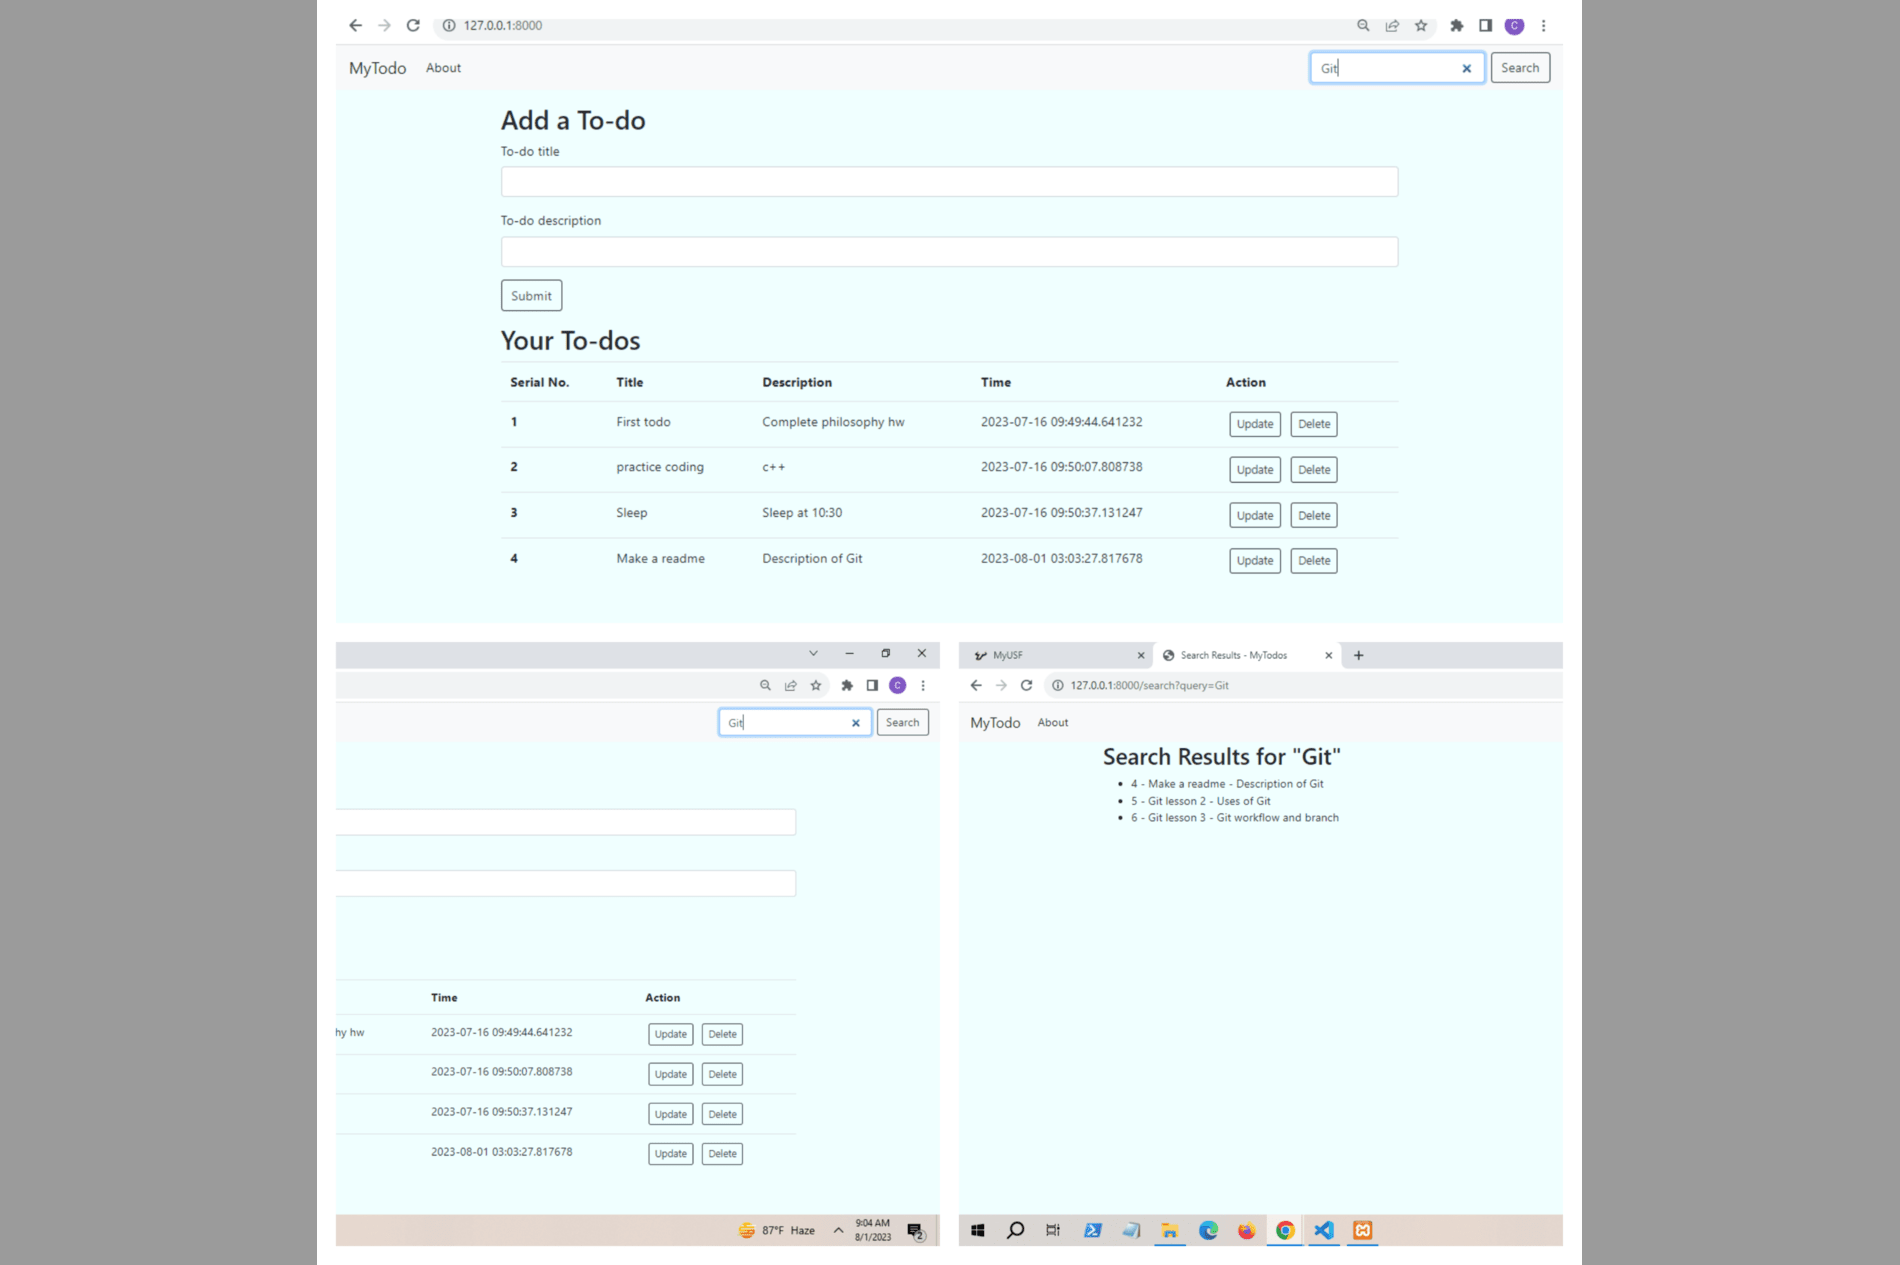 127.0.0.1:8000
C
MyTodo About Git Search
Add a To-do
To-do title
To-do description
Submit
Your To-dos
Serial No. Title Description Time Action
1 First todo Complete philosophy hw 2023-07-16 09:49:44.641232 Update Delete
2 practice coding c++ 2023-07-16 09:50:07.808738 Update Delete
3 Sleep Sleep at 10:30 2023-07-16 09:50:37.131247 Update Delete
4 Make a readme Description of Git 2023-08-01 03:03:27.817678 Update Delete
C
Git Search
Time Action
hy hw 2023-07-16 09:49:44.641232 Update Delete
2023-07-16 09:50:07.808738 Update Delete
2023-07-16 09:50:37.131247 Update Delete
2023-08-01 03:03:27.817678 Update Delete
87°F Haze 9:04 AM
8/1/2023
2
MyUSF Search Results - MyTodos
127.0.0.1:8000/search?query=Git
MyTodo About
Search Results for "Git"
• 4 - Make a readme - Description of Git
• 5 - Git lesson 2 - Uses of Git
• 6 - Git lesson 3 - Git workflow and branch